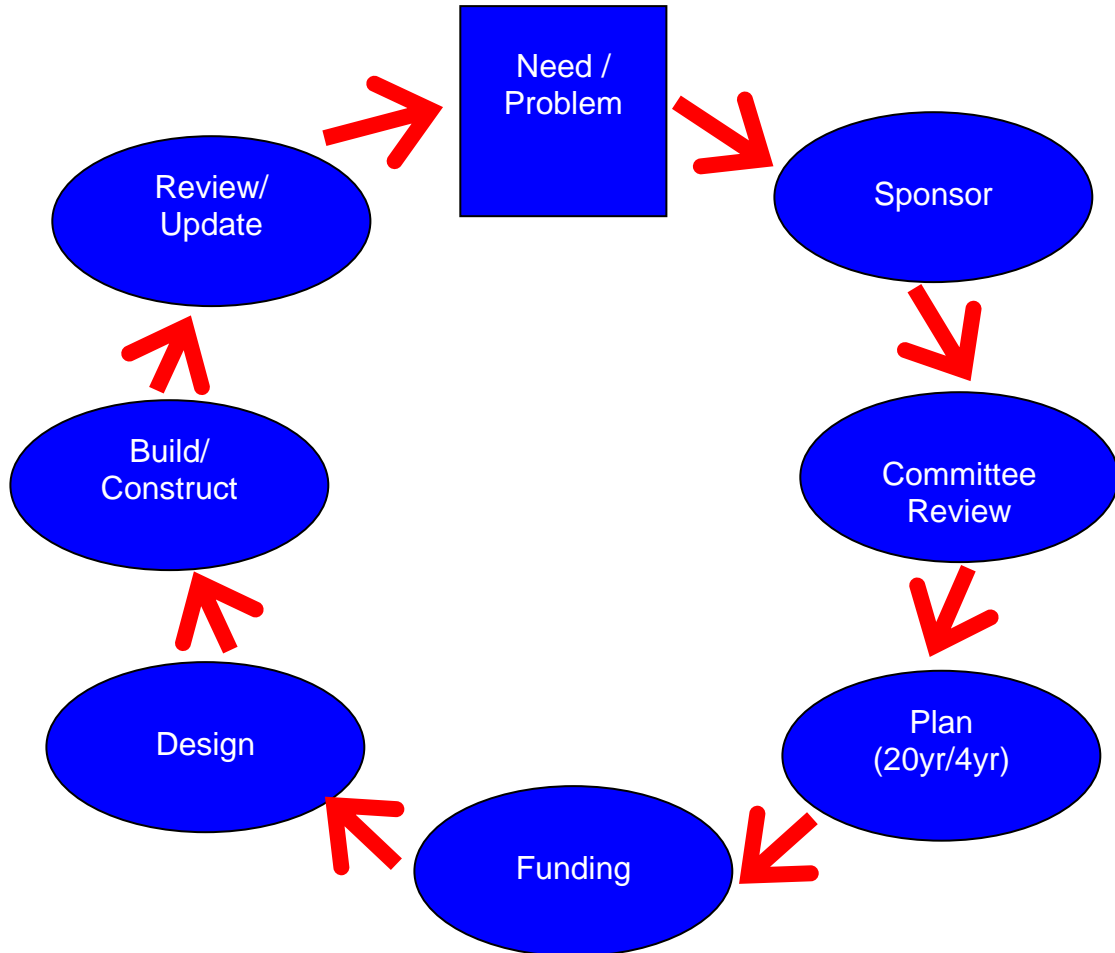 Need /
Problem
Sponsor
Committee
Review
Plan
(20yr/4yr)
Funding
Design
Build/
Construct
Review/
Update